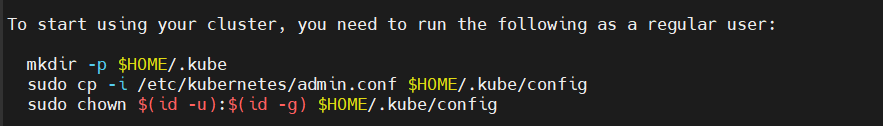 To start using your cluster, you need to run the following as a regular user:
mkdir -p $HOME/.kube
sudo cp -i /etc/kubernetes/admin.conf $HOME/.kube/config
sudo chown $(id -u):$(id -g) $HOME/.kube/config